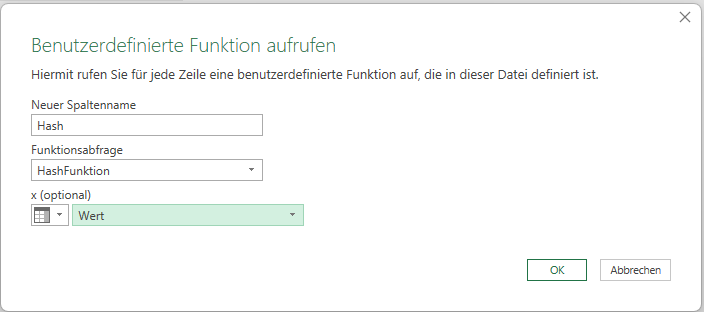 Benutzerdefinierte Funktion aufrufen
Hiermit rufen Sie für jede Zeile eine benutzerdefinierte Funktion auf, die in dieser Datei definiert ist.
Neuer Spaltenname
Hash
Funktionsabfrage
HashFunktion
x (optional)
Wert
OK
Abbrechen